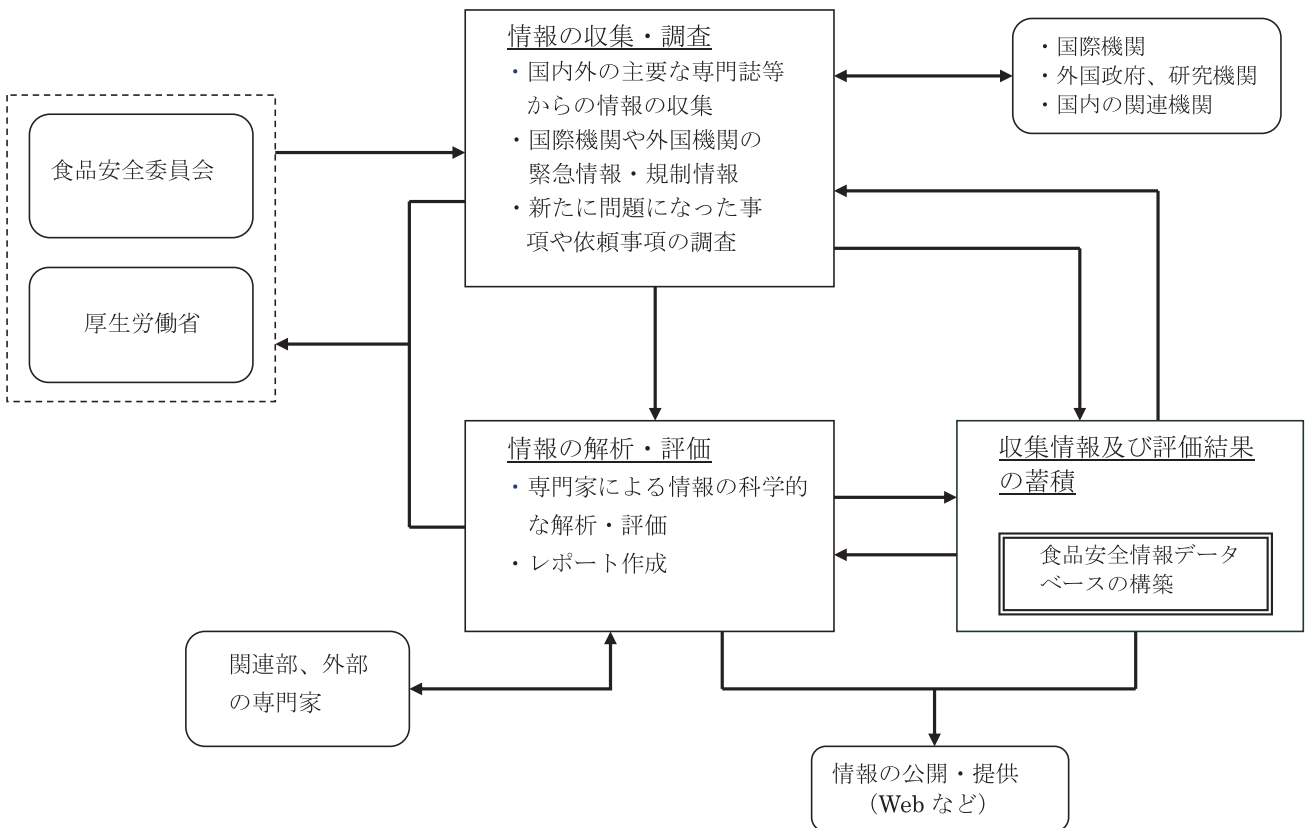 情報の収集・調査
・国内外の主要な専門誌等
からの情報の収集
・国際機関や外国機関の
緊急情報・規制情報
・新たに問題になった事
項や依頼事項の調査
・国際機関
・外国政府、研究機関
・国内の関連機関
食品安全委員会
厚生労働省
情報の解析・評価
・専門家による情報の科学的
な解析・評価
・レポート作成
収集情報及び評価結果
の蓄積
食品安全情報データ
ベースの構築
関連部、外部
の専門家
情報の公開・提供
（Web など）